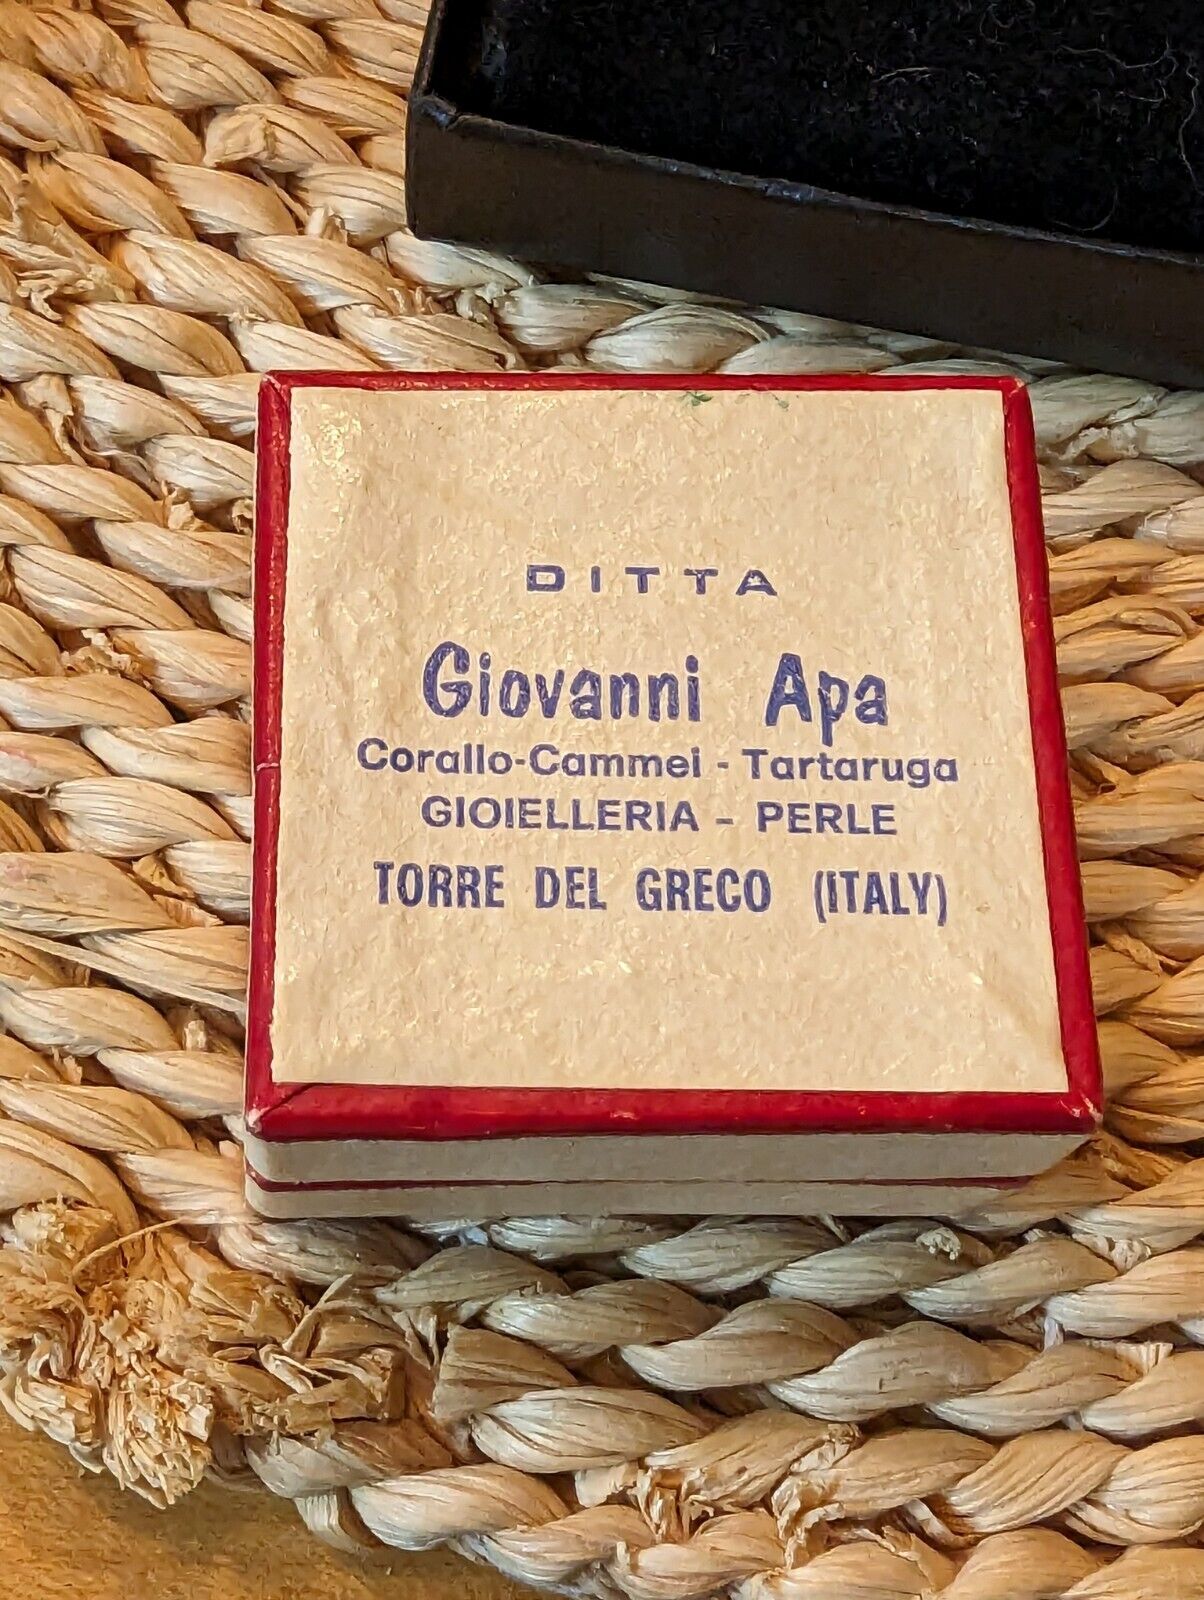 DITTA
Giovanni Apa
Corallo-Cammei - Tartaruga
GIOIELLERIA - PERLE
TORRE DEL GRECO (ITALY)